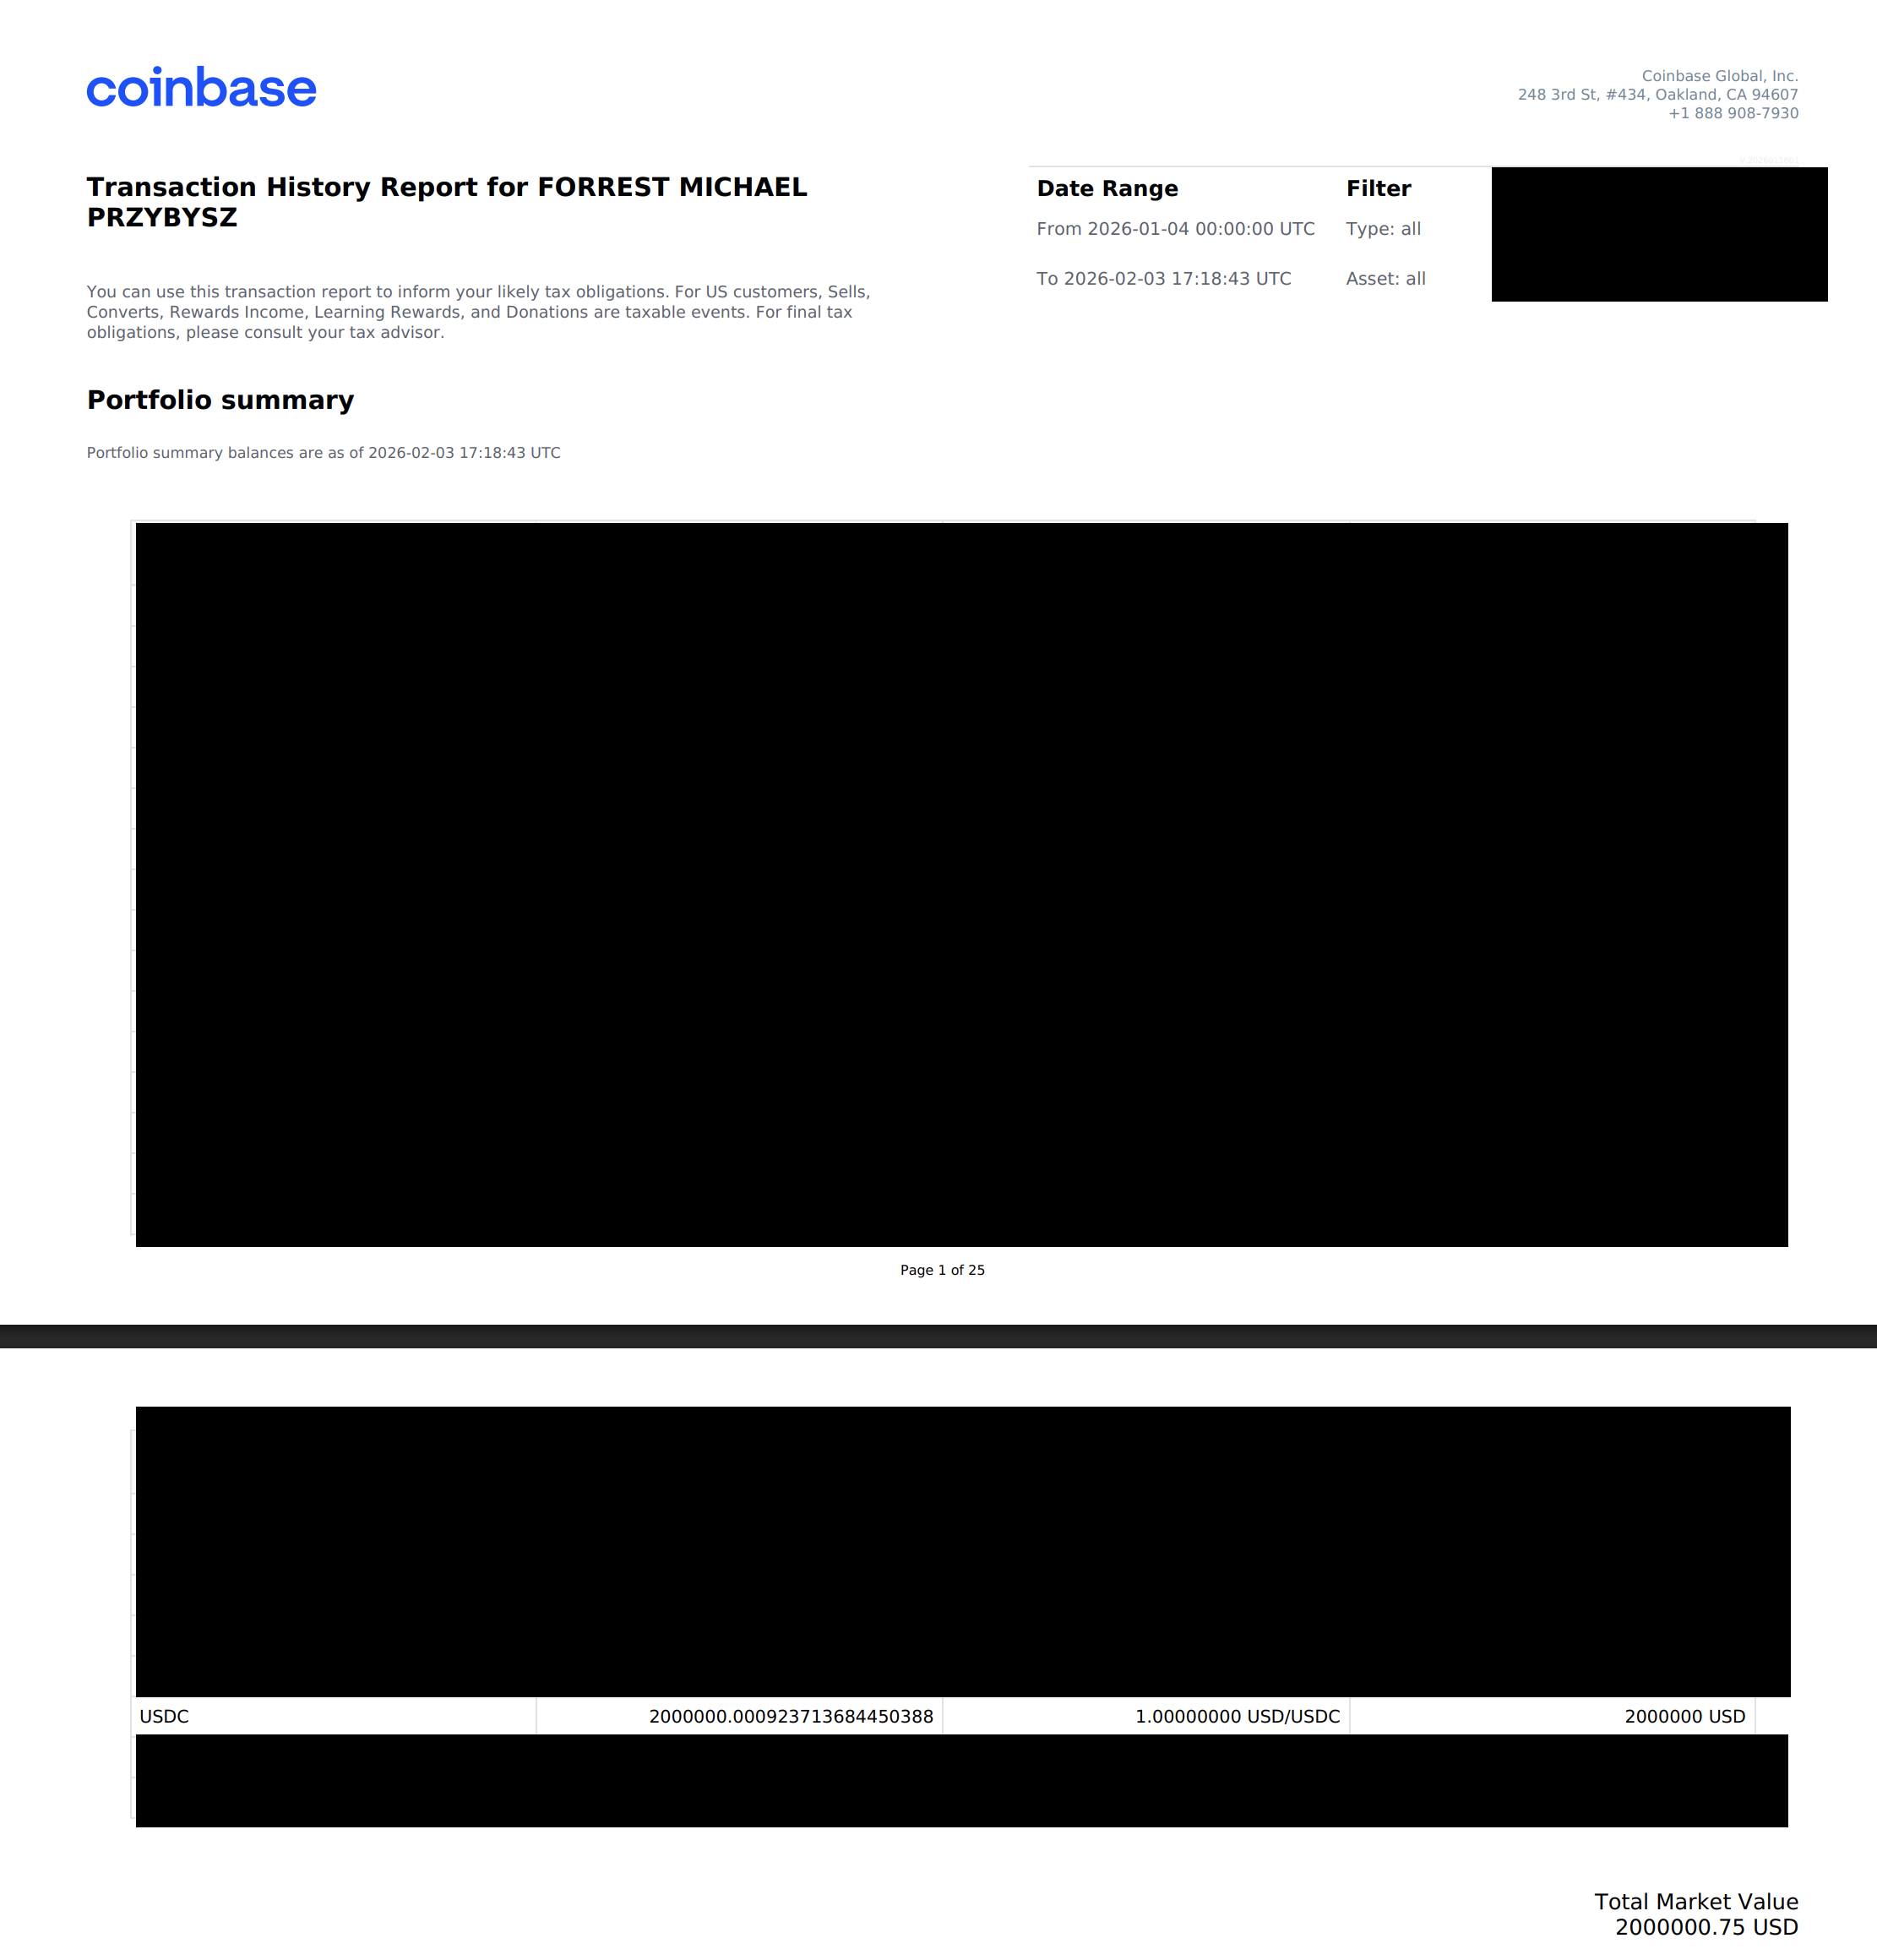 coinbase
Coinbase Global, Inc.
248 3rd St, #434, Oakland, CA 94607
+1 888 908-7930
Transaction History Report for FORREST MICHAEL
PRZYBYSZ
Date Range
Filter
From 2026-01-04 00:00:00 UTC
Type: all
To 2026-02-03 17:18:43 UTC
Asset: all
You can use this transaction report to inform your likely tax obligations. For US customers, Sells,
Converts, Rewards Income, Learning Rewards, and Donations are taxable events. For final tax
obligations, please consult your tax advisor.
Portfolio summary
Portfolio summary balances are as of 2026-02-03 17:18:43 UTC
Page 1 of 25
USDC 2000000.000923713684450388 1.00000000 USD/USDC 2000000 USD
Total Market Value
2000000.75 USD